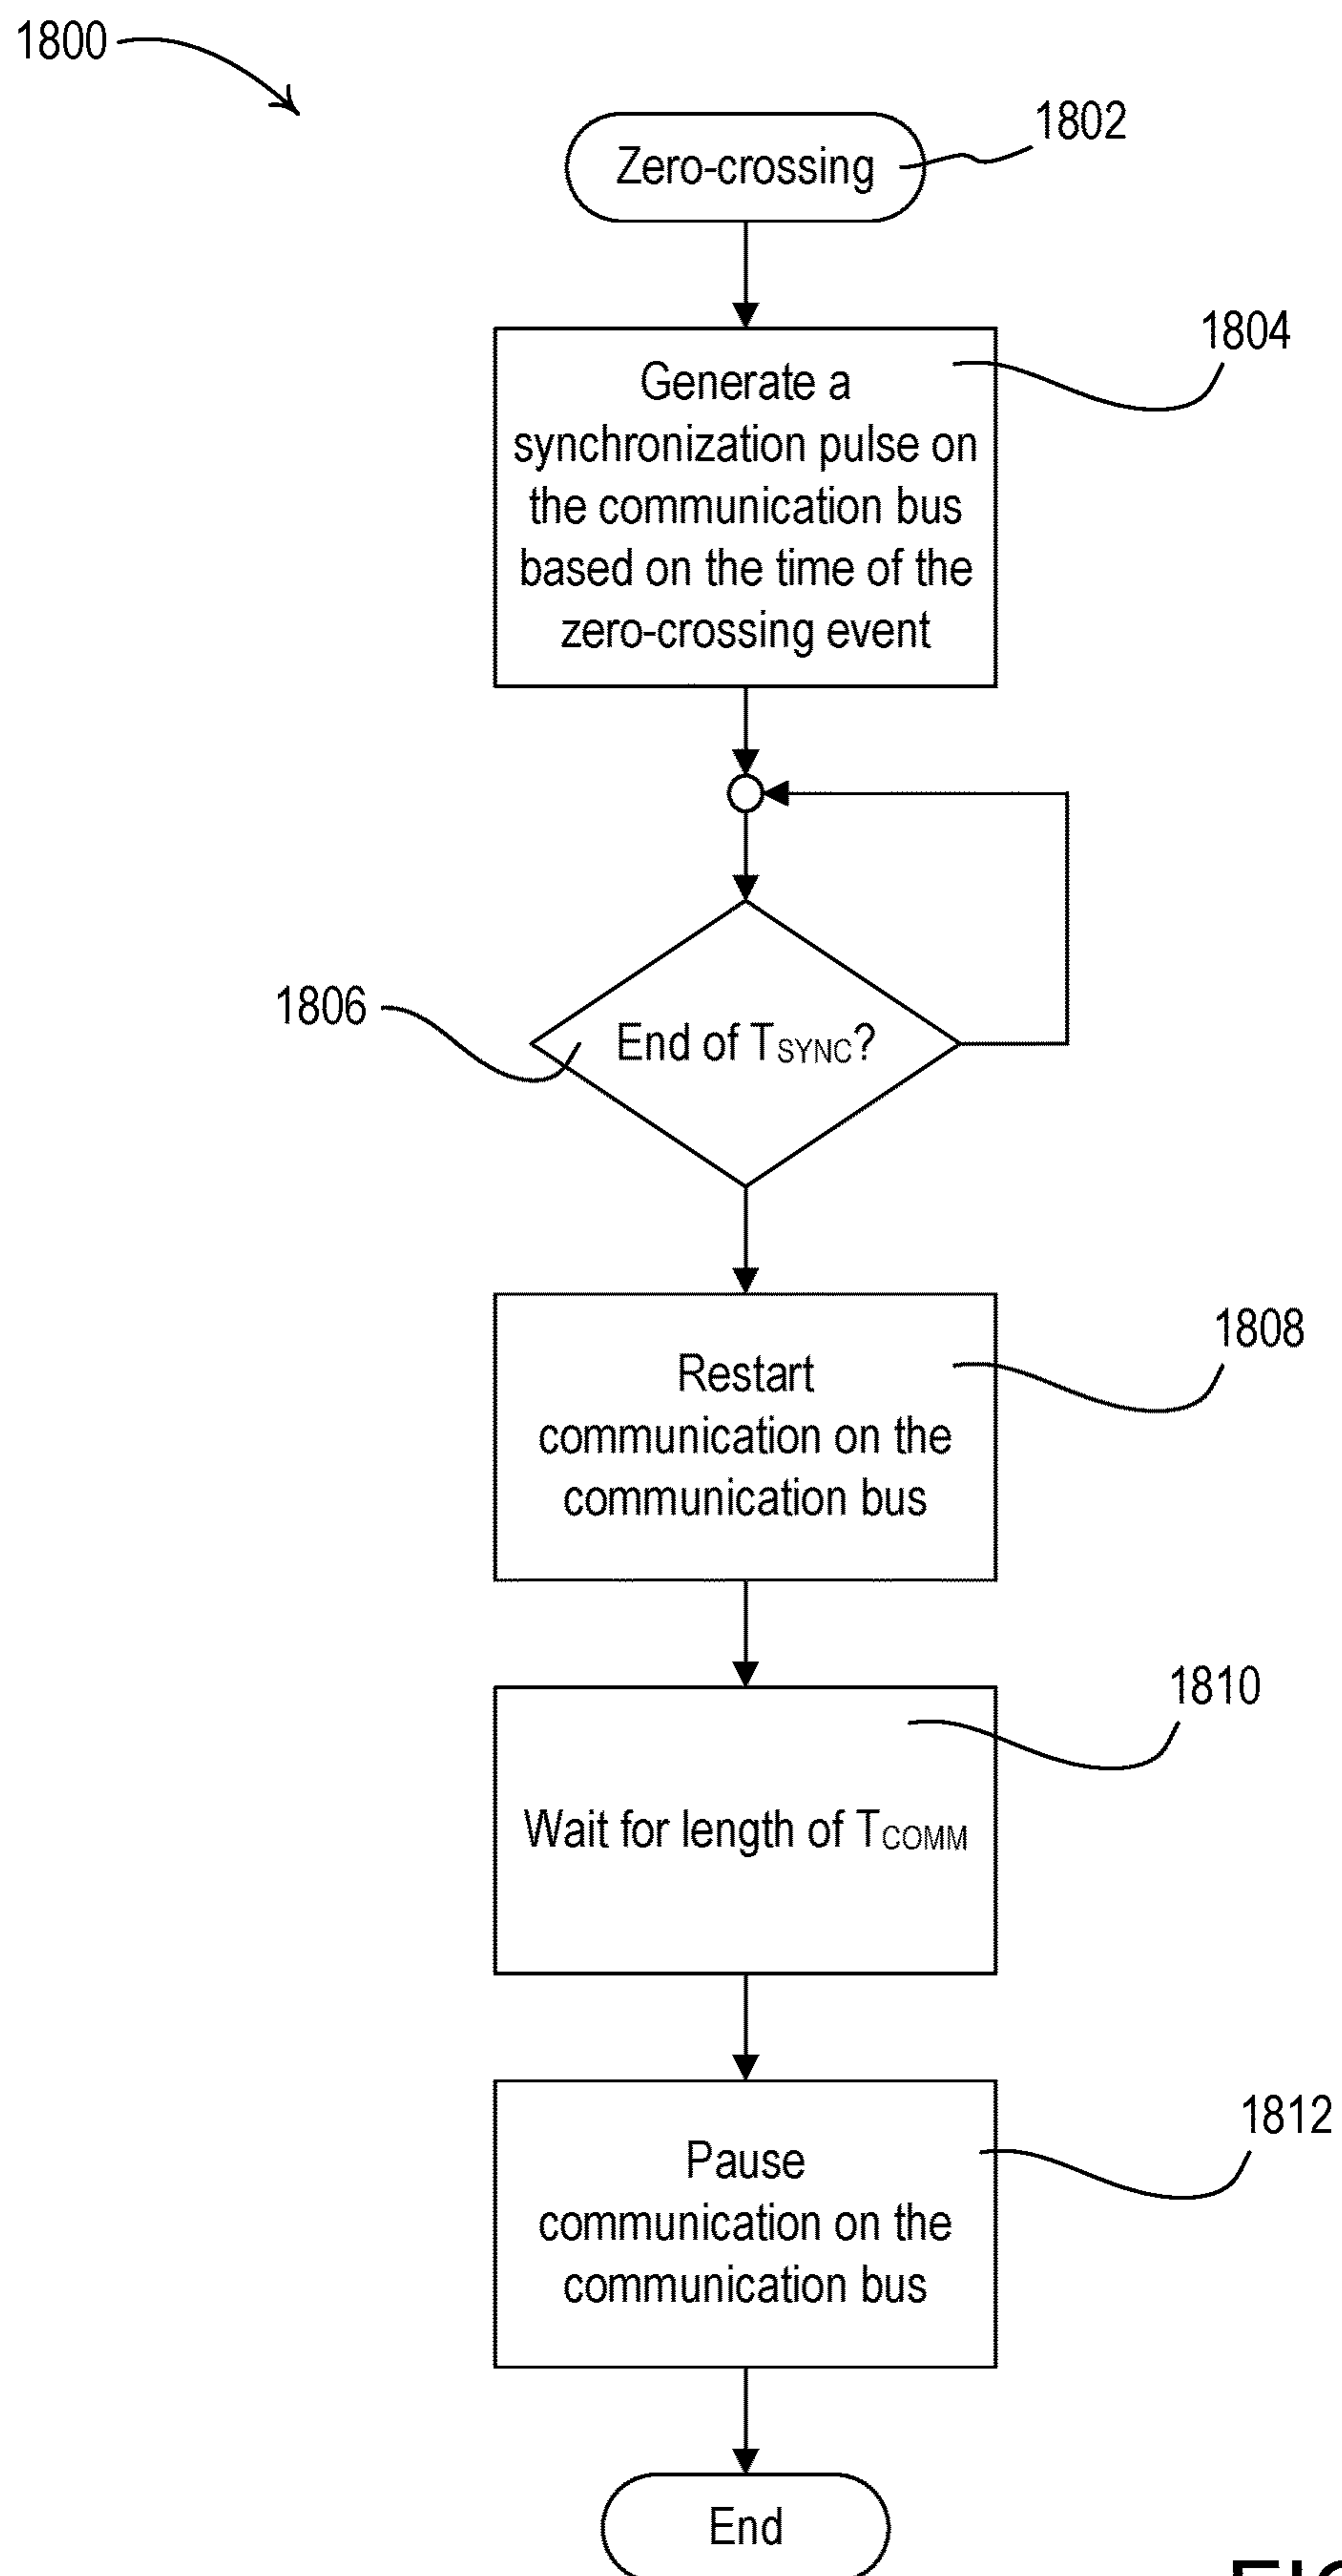 1800
1802
Zero-crossing
1804
Generate a
synchronization pulse on
the communication bus
based on the time of the
zero-crossing event
1806
End of TSYNC?
1808
Restart
communication on the
communication bus
1810
Wait for length of TCOMM
1812
Pause
communication on the
communication bus
End